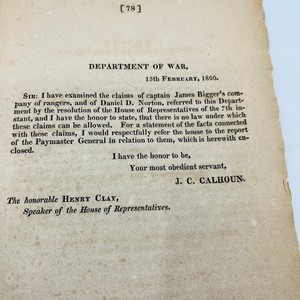 [78]
DEPARTMENT OF WAR,
15th February, 1820.
Sir: I have examined the claims of captain James Bigger's com-
pany of rangers, and of Daniel D. Norton, referred to this Depart-
ment by the resolution of the House of Representatives of the 7th in-
stant, and I have the honor to state, that there is no law under which
these claims can be allowed. For a statement of the facts connected
with these claims, I would respectfully refer the house to the report
of the Paymaster General in relation to them, which is herewith en-
closed.
I have the honor to be,
Your most obedient servant,
J. C. CALHOUN.
The honorable Henry Clay,
Speaker of the House of Representatives.